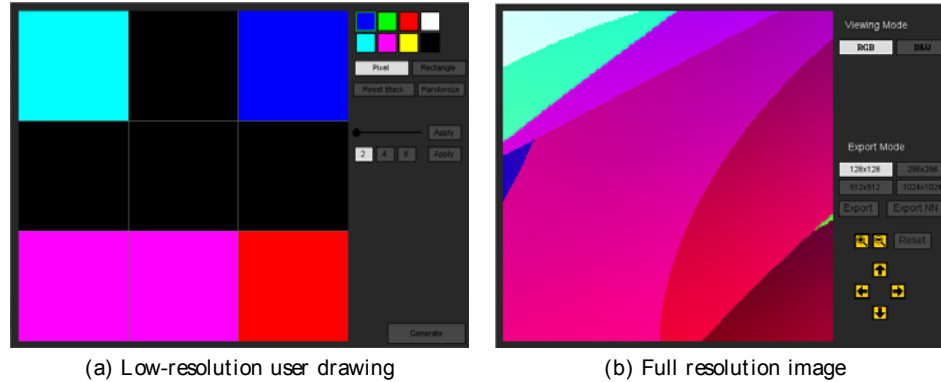 Pixel Rectangle
Reset Black Randomize
Apply
2 4 8 Apply
Generate
(a) Low-resolution user drawing
Viewing Mode
RGB B&W
Export Mode
128x128 256x256
512x512 1024x1024
Export Export NN
Reset
(b) Full resolution image